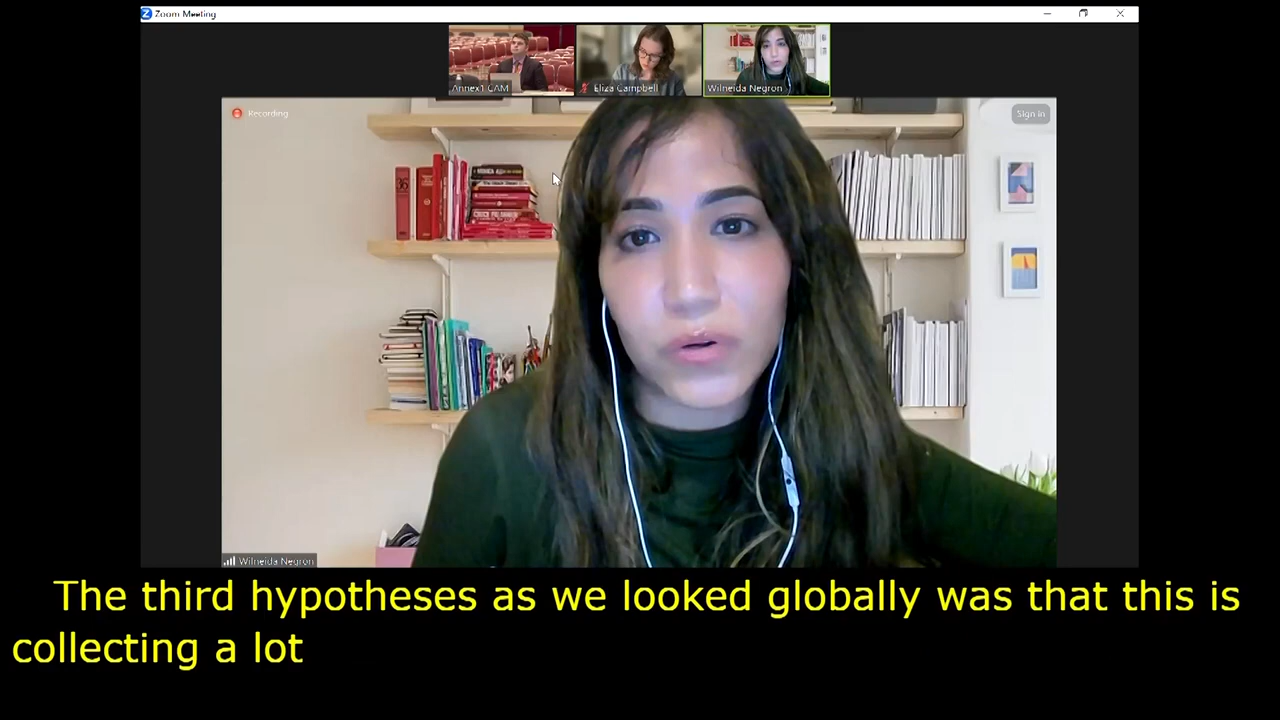 Zoom Meeting
Annex1 CAM
Eliza Campbell
Wilneida Negron
Recording
Sign in
Wilneida Negron
The third hypotheses as we looked globally was that this is
collecting a lot